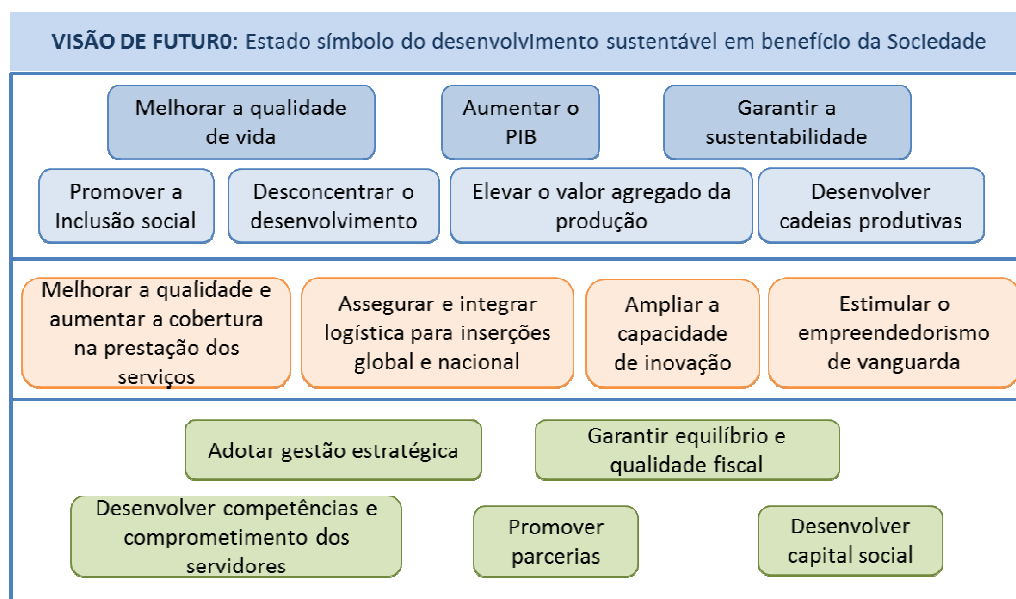 VISÃO DE FUTUR0: Estado símbolo do desenvolvimento sustentável em benefício da Sociedade
Melhorar a qualidade
de vida
Aumentar o
PIB
Garantir a
sustentabilidade
Promover a
Inclusão social
Desconcentrar o
desenvolvimento
Elevar o valor agregado da
produção
Desenvolver
cadeias produtivas
Melhorar a qualidade e
aumentar a cobertura
na prestação dos
serviços
Assegurar e integrar
logística para inserções
global e nacional
Ampliar a
capacidade
de inovação
Estimular o
empreendedorismo
de vanguarda
Adotar gestão estratégica
Garantir equilíbrio e
qualidade fiscal
Desenvolver competências e
comprometimento dos
servidores
Promover
parcerias
Desenvolver
capital social